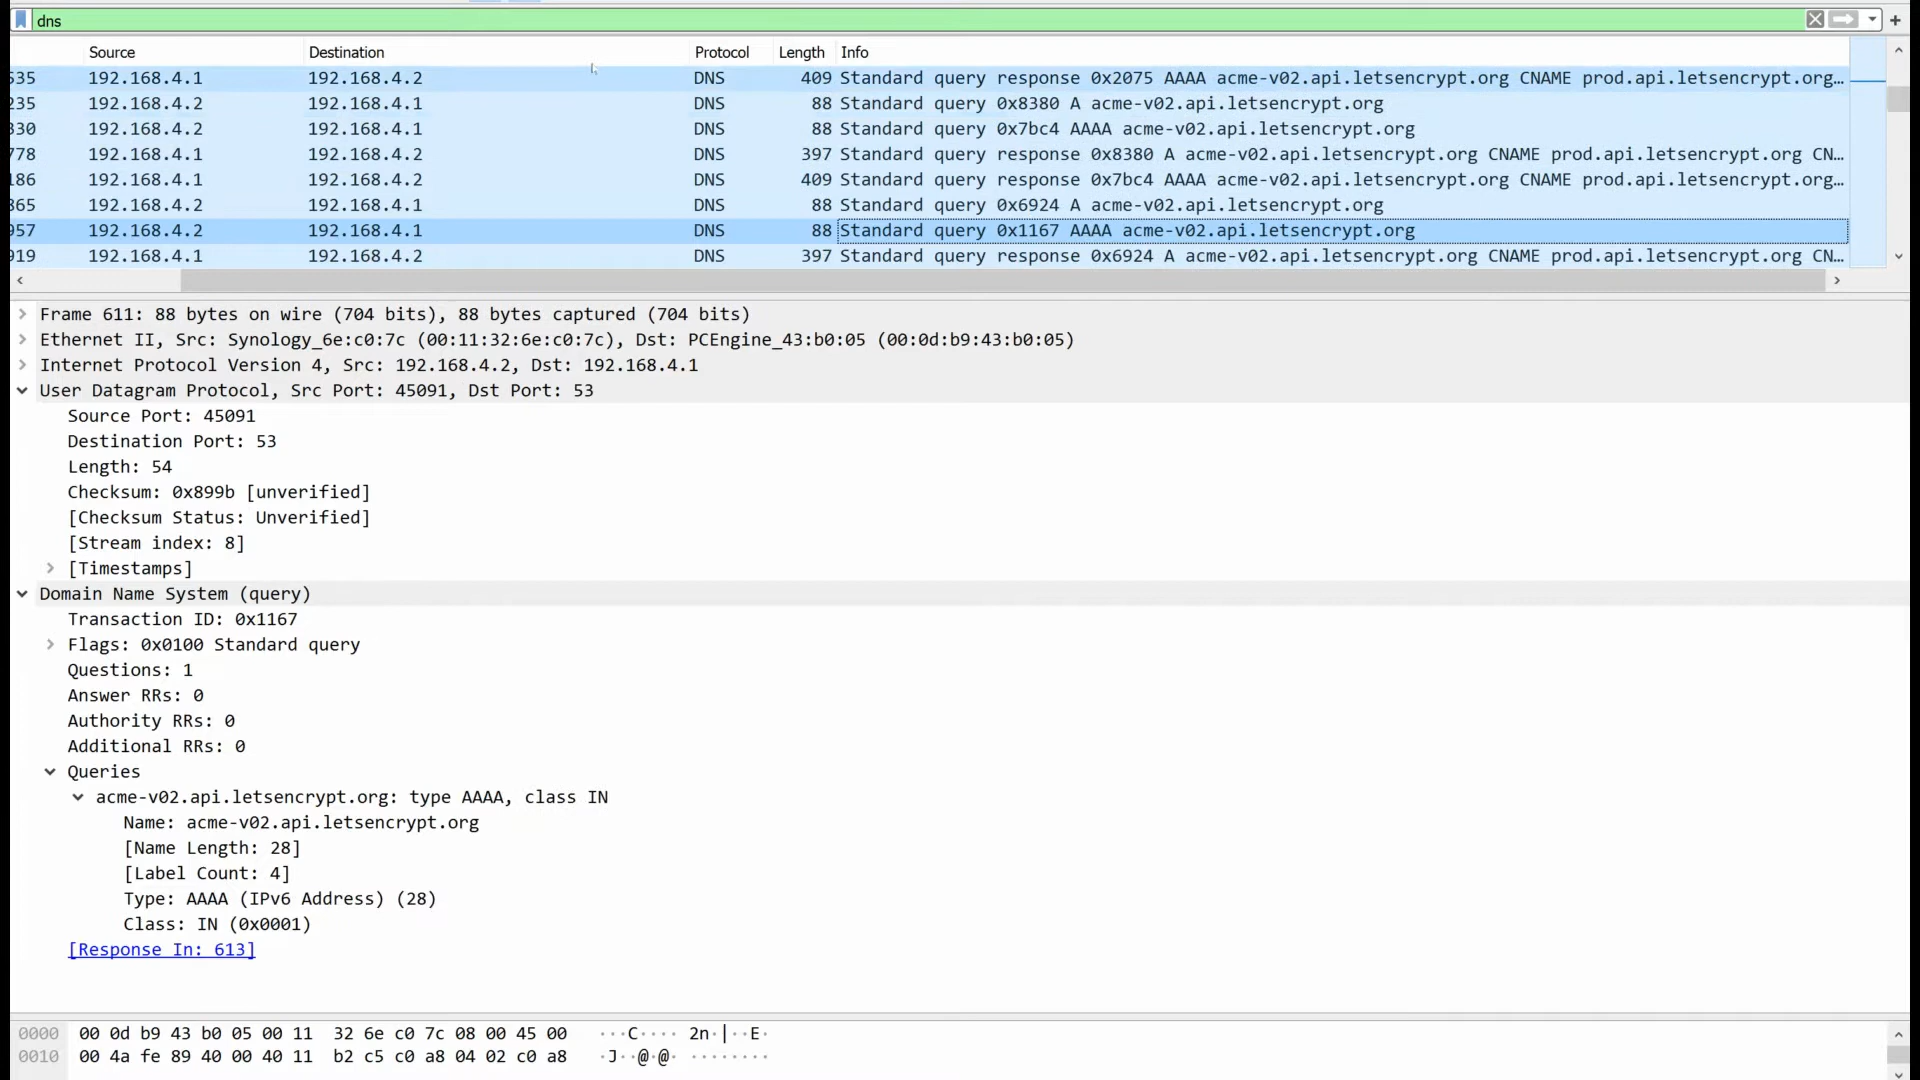 dns
Source Destination Protocol Length Info
535 192.168.4.1 192.168.4.2 DNS 409 Standard query response 0x2075 AAAA acme-v02.api.letsencrypt.org CNAME prod.api.letsencrypt.org…
235 192.168.4.2 192.168.4.1 DNS 88 Standard query 0x8380 A acme-v02.api.letsencrypt.org
330 192.168.4.2 192.168.4.1 DNS 88 Standard query 0x7bc4 AAAA acme-v02.api.letsencrypt.org
778 192.168.4.1 192.168.4.2 DNS 397 Standard query response 0x8380 A acme-v02.api.letsencrypt.org CNAME prod.api.letsencrypt.org CN…
186 192.168.4.1 192.168.4.2 DNS 409 Standard query response 0x7bc4 AAAA acme-v02.api.letsencrypt.org CNAME prod.api.letsencrypt.org…
365 192.168.4.2 192.168.4.1 DNS 88 Standard query 0x6924 A acme-v02.api.letsencrypt.org
957 192.168.4.2 192.168.4.1 DNS 88 Standard query 0x1167 AAAA acme-v02.api.letsencrypt.org
919 192.168.4.1 192.168.4.2 DNS 397 Standard query response 0x6924 A acme-v02.api.letsencrypt.org CNAME prod.api.letsencrypt.org CN…
Frame 611: 88 bytes on wire (704 bits), 88 bytes captured (704 bits)
Ethernet II, Src: Synology_6e:c0:7c (00:11:32:6e:c0:7c), Dst: PCEngine_43:b0:05 (00:0d:b9:43:b0:05)
Internet Protocol Version 4, Src: 192.168.4.2, Dst: 192.168.4.1
User Datagram Protocol, Src Port: 45091, Dst Port: 53
Source Port: 45091
Destination Port: 53
Length: 54
Checksum: 0x899b [unverified]
[Checksum Status: Unverified]
[Stream index: 8]
[Timestamps]
Domain Name System (query)
Transaction ID: 0x1167
Flags: 0x0100 Standard query
Questions: 1
Answer RRs: 0
Authority RRs: 0
Additional RRs: 0
Queries
acme-v02.api.letsencrypt.org: type AAAA, class IN
Name: acme-v02.api.letsencrypt.org
[Name Length: 28]
[Label Count: 4]
Type: AAAA (IPv6 Address) (28)
Class: IN (0x0001)
[Response In: 613]
0000 00 0d b9 43 b0 05 00 11 32 6e c0 7c 08 00 45 00 ···C···· 2n·|··E·
0010 00 4a fe 89 40 00 40 11 b2 c5 c0 a8 04 02 c0 a8 ·J··@·@· ········